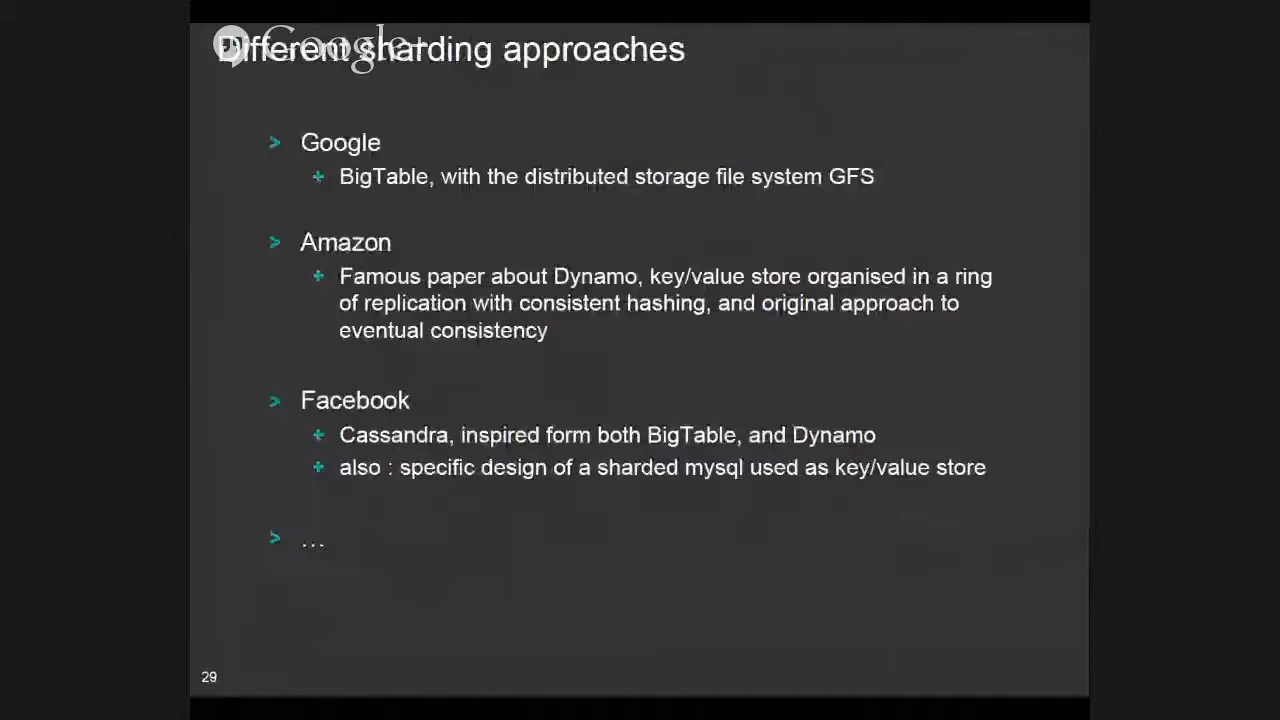 Different sharding approaches
Google+
> Google
+ BigTable, with the distributed storage file system GFS
> Amazon
+ Famous paper about Dynamo, key/value store organised in a ring
of replication with consistent hashing, and original approach to
eventual consistency
> Facebook
+ Cassandra, inspired form both BigTable, and Dynamo
+ also : specific design of a sharded mysql used as key/value store
> ...
29